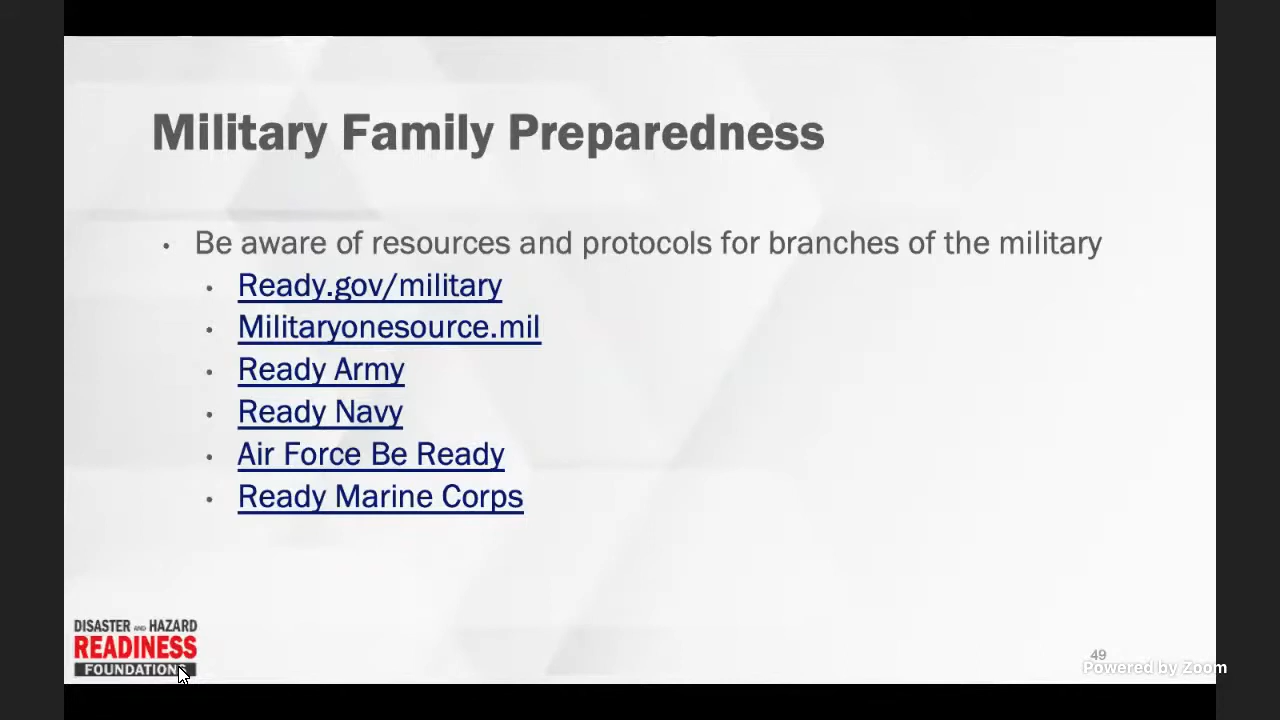 Military Family Preparedness
• Be aware of resources and protocols for branches of the military
• Ready.gov/military
• Militaryonesource.mil
• Ready Army
• Ready Navy
• Air Force Be Ready
• Ready Marine Corps
DISASTER AND HAZARD
READINESS
FOUNDATIONS
49
Powered by Zoom